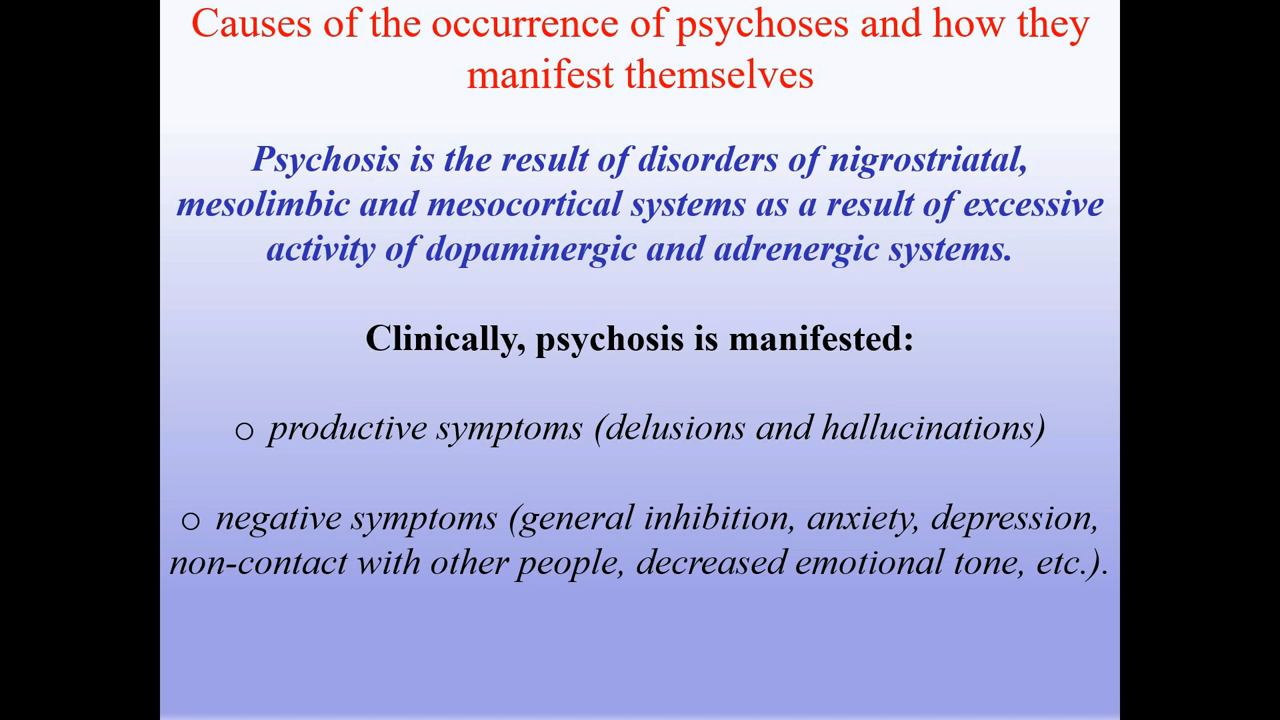 Causes of the occurrence of psychoses and how they
manifest themselves
Psychosis is the result of disorders of nigrostriatal,
mesolimbic and mesocortical systems as a result of excessive
activity of dopaminergic and adrenergic systems.
Clinically, psychosis is manifested:
o productive symptoms (delusions and hallucinations)
o negative symptoms (general inhibition, anxiety, depression,
non-contact with other people, decreased emotional tone, etc.).